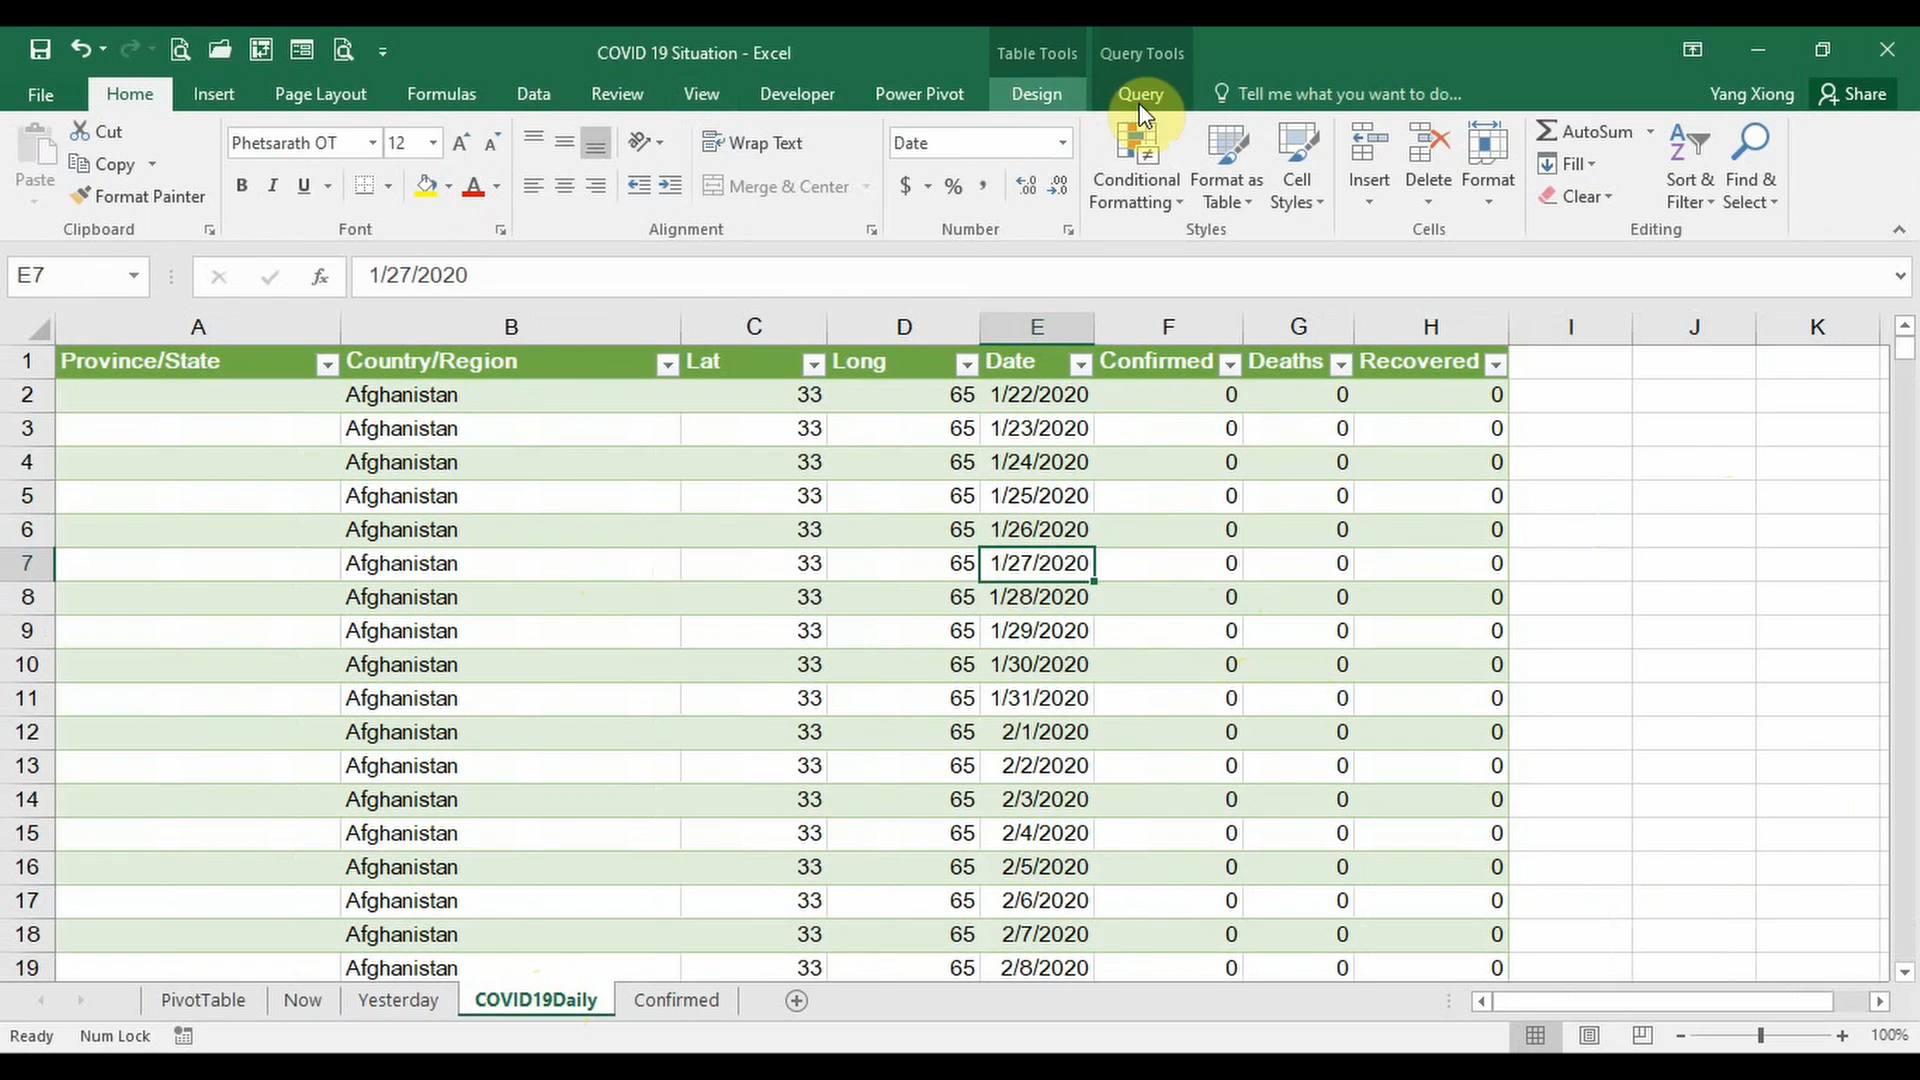 COVID 19 Situation - Excel
Table Tools
Query Tools
File
Home
Insert
Page Layout
Formulas
Data
Review
View
Developer
Power Pivot
Design
Query
Tell me what you want to do...
Yang Xiong
Share
Paste
Cut
Copy
Format Painter
Clipboard
Phetsarath OT
12
B I U
Font
Wrap Text
Merge & Center
Alignment
Date
$ % ,
Number
Conditional
Formatting
Format as
Table
Cell
Styles
Styles
Insert
Delete
Format
Cells
AutoSum
Fill
Clear
Sort &
Filter
Find &
Select
Editing
E7
fx
1/27/2020
A B C D E F G H I J K
1 Province/State Country/Region Lat Long Date Confirmed Deaths Recovered
2 Afghanistan 33 65 1/22/2020 0 0 0
3 Afghanistan 33 65 1/23/2020 0 0 0
4 Afghanistan 33 65 1/24/2020 0 0 0
5 Afghanistan 33 65 1/25/2020 0 0 0
6 Afghanistan 33 65 1/26/2020 0 0 0
7 Afghanistan 33 65 1/27/2020 0 0 0
8 Afghanistan 33 65 1/28/2020 0 0 0
9 Afghanistan 33 65 1/29/2020 0 0 0
10 Afghanistan 33 65 1/30/2020 0 0 0
11 Afghanistan 33 65 1/31/2020 0 0 0
12 Afghanistan 33 65 2/1/2020 0 0 0
13 Afghanistan 33 65 2/2/2020 0 0 0
14 Afghanistan 33 65 2/3/2020 0 0 0
15 Afghanistan 33 65 2/4/2020 0 0 0
16 Afghanistan 33 65 2/5/2020 0 0 0
17 Afghanistan 33 65 2/6/2020 0 0 0
18 Afghanistan 33 65 2/7/2020 0 0 0
19 Afghanistan 33 65 2/8/2020 0 0 0
PivotTable
Now
Yesterday
COVID19Daily
Confirmed
Ready
Num Lock
100%